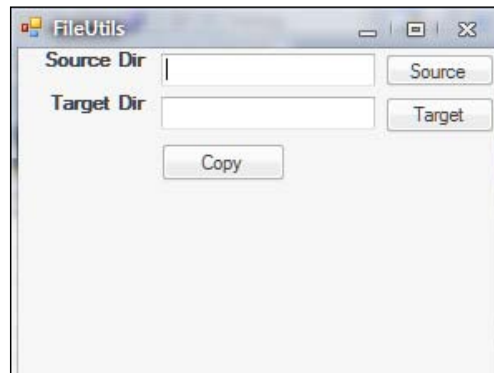 FileUtils
Source Dir
Source
Target Dir
Target
Copy